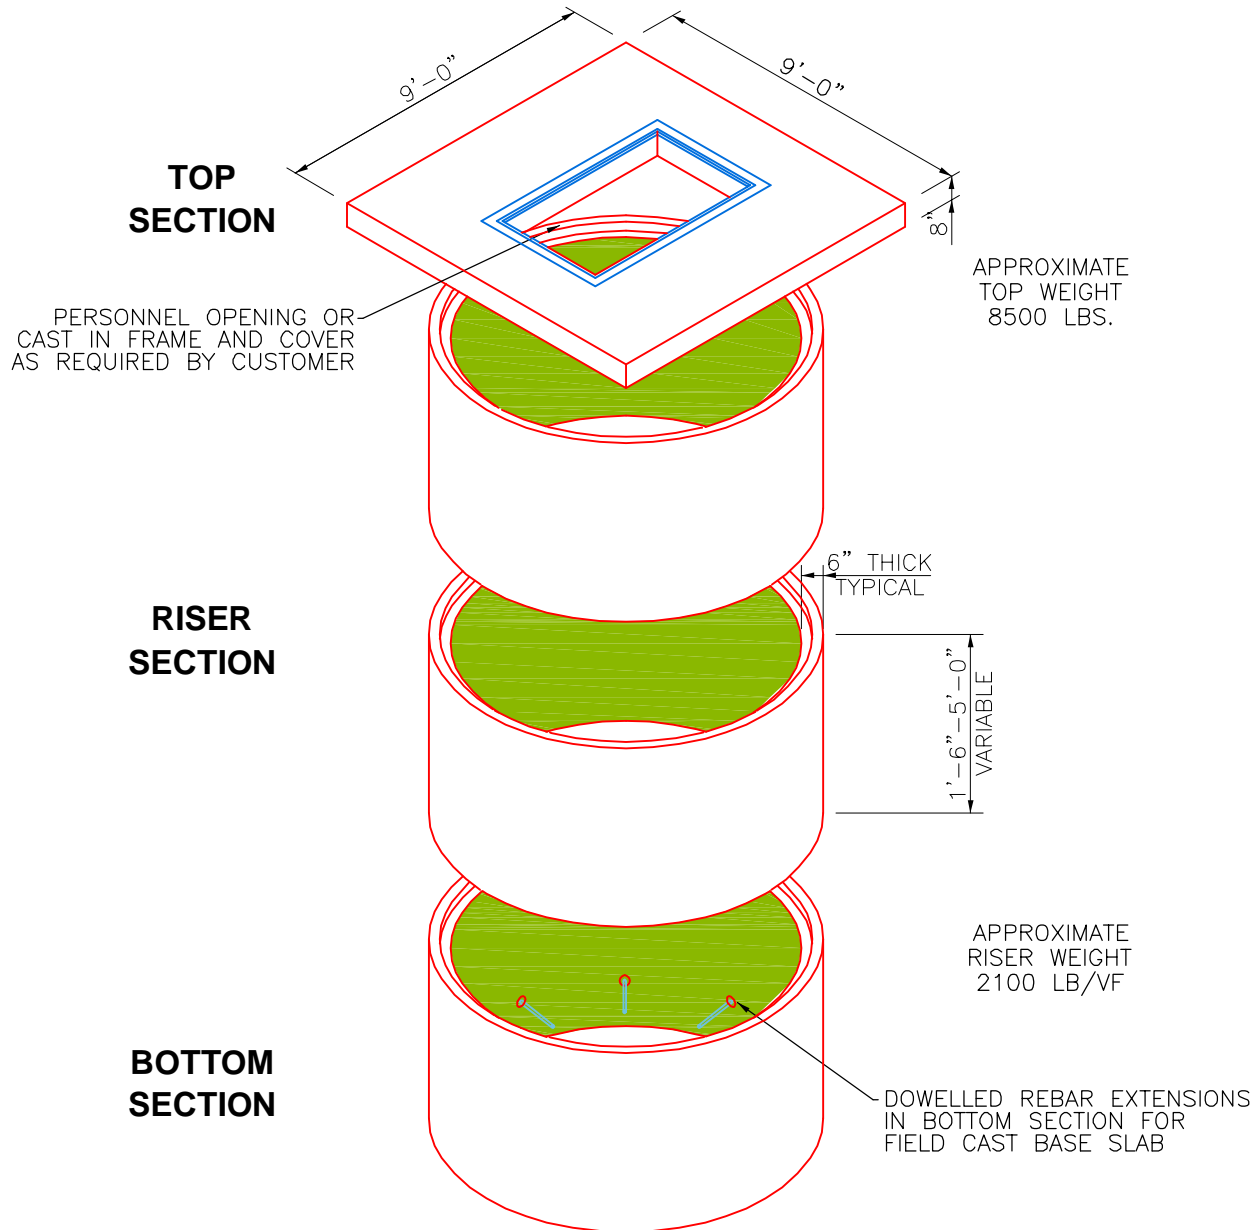 9'-0"
9'-0"
TOP
SECTION
8"
APPROXIMATE
TOP WEIGHT
8500 LBS.
PERSONNEL OPENING OR
CAST IN FRAME AND COVER
AS REQUIRED BY CUSTOMER
6" THICK
TYPICAL
RISER
SECTION
1'-6"-5'-0"
VARIABLE
APPROXIMATE
RISER WEIGHT
2100 LB/VF
BOTTOM
SECTION
DOWELLED REBAR EXTENSIONS
IN BOTTOM SECTION FOR
FIELD CAST BASE SLAB